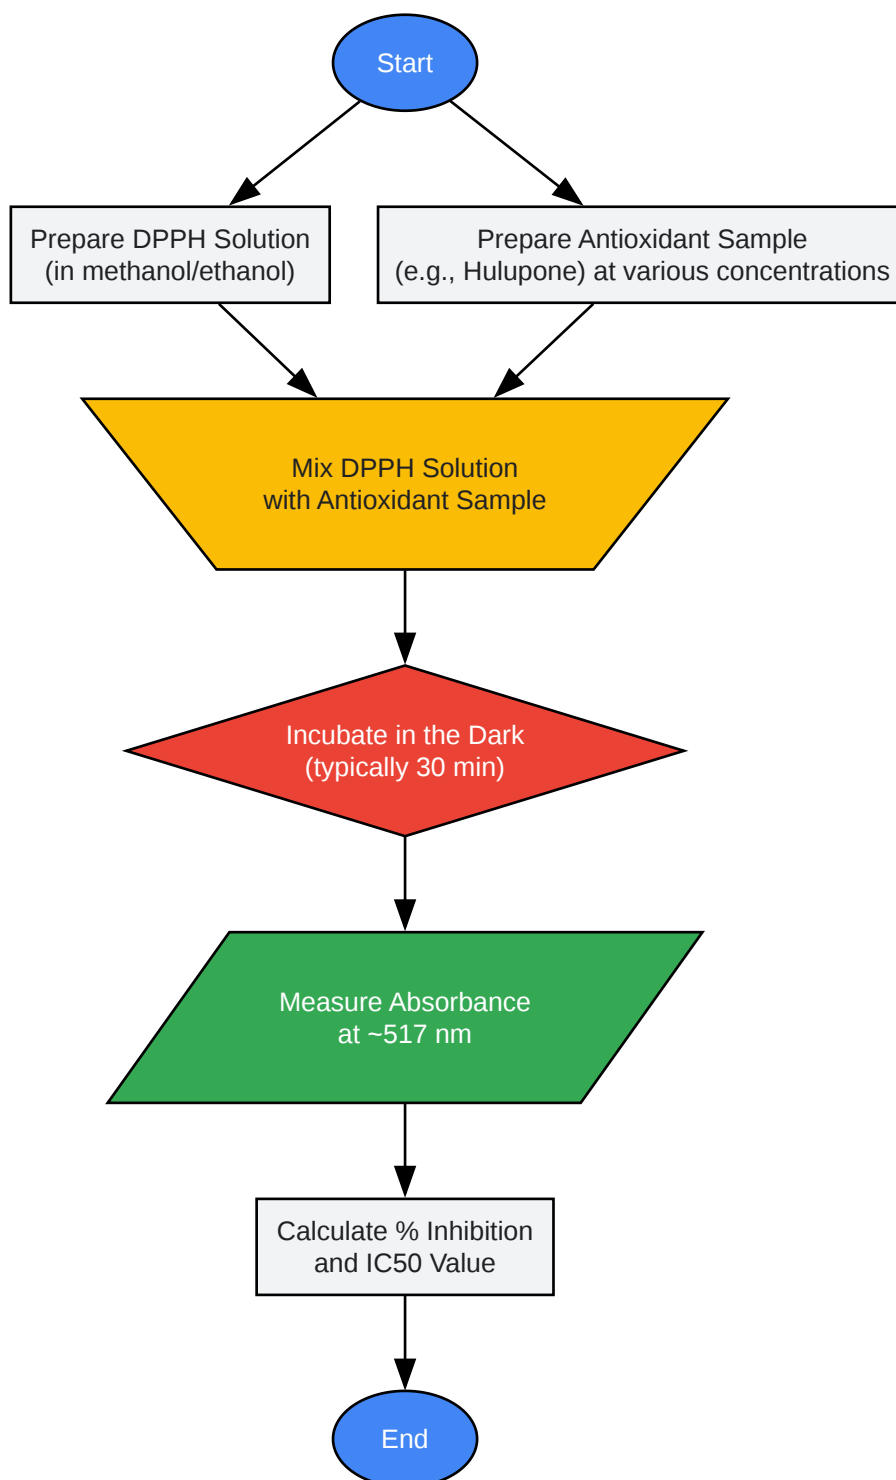 Start
Prepare DPPH Solution
(in methanol/ethanol)
Prepare Antioxidant Sample
(e.g., Hulupone) at various concentrations
Mix DPPH Solution
with Antioxidant Sample
Incubate in the Dark
(typically 30 min)
Measure Absorbance
at ~517 nm
Calculate % Inhibition
and IC50 Value
End